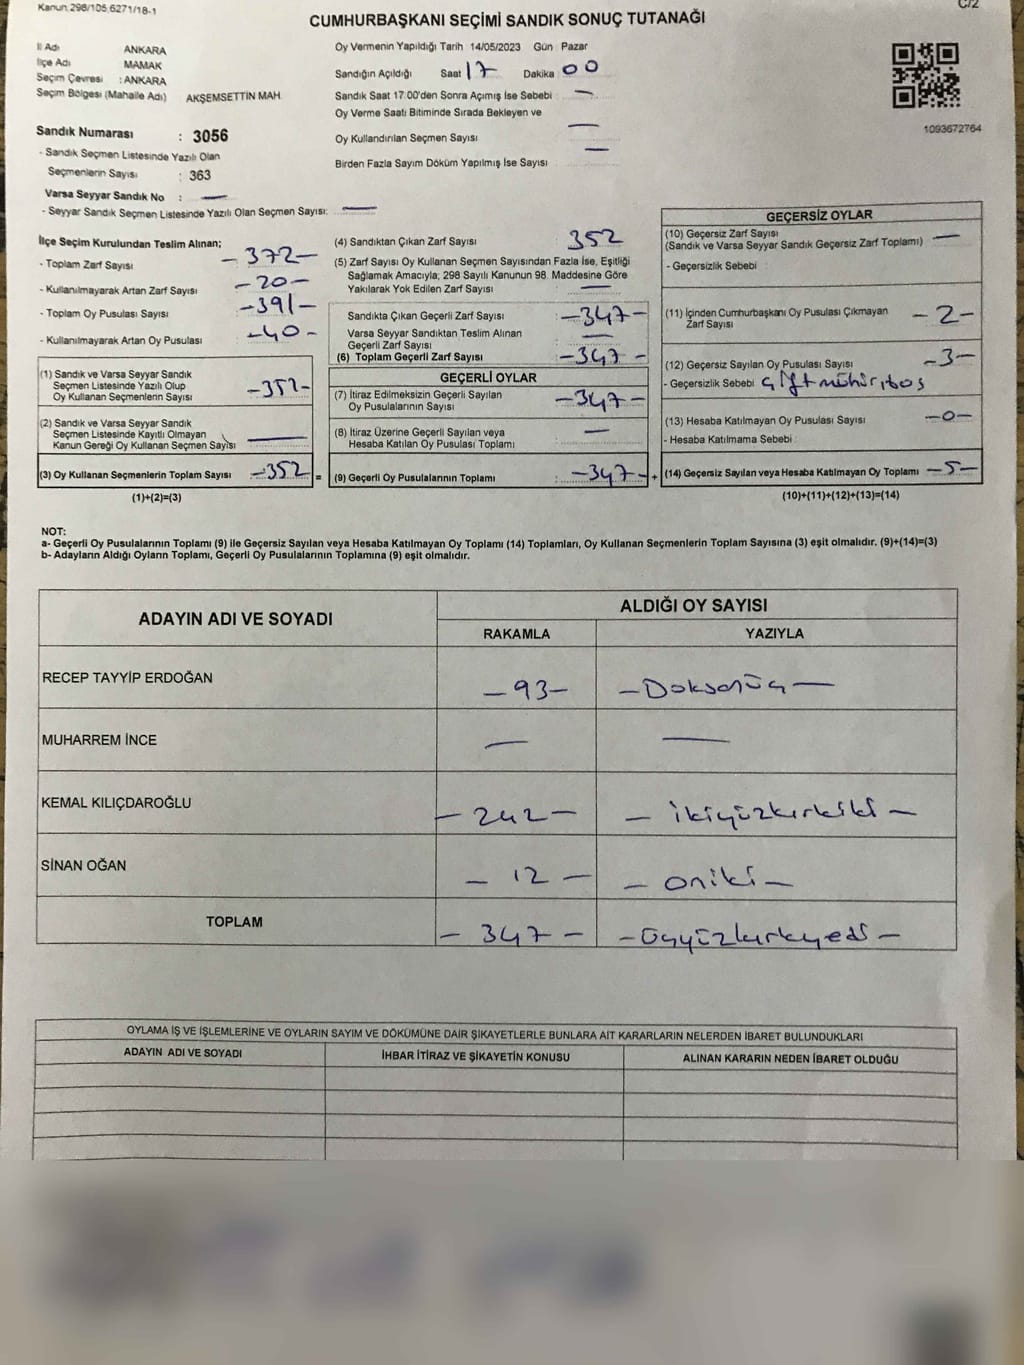 Kanun 298/105,6271/18-1
C/2
CUMHURBAŞKANI SEÇİMİ SANDIK SONUÇ TUTANAĞI
İl Adı ANKARA
İlçe Adı MAMAK
Seçim Çevresi : ANKARA
Seçim Bölgesi (Mahalle Adı) AKŞEMSETTİN MAH
Sandık Numarası : 3056
- Sandık Seçmen Listesinde Yazılı Olan
Seçmenlerin Sayısı : 363
Varsa Seyyar Sandık No : —
- Seyyar Sandık Seçmen Listesinde Yazılı Olan Seçmen Sayısı: —
Oy Vermenin Yapıldığı Tarih 14/05/2023 Gün Pazar
Sandığın Açıldığı Saat 17 Dakika 00
Sandık Saat 17:00'den Sonra Açımış İse Sebebi —
Oy Verme Saati Bitiminde Sırada Bekleyen ve
Oy Kullandırılan Seçmen Sayısı —
Birden Fazla Sayım Döküm Yapılmış İse Sayısı —
1093672764
İlçe Seçim Kurulundan Teslim Alınan;
- Toplam Zarf Sayısı -372-
- Kullanılmayarak Artan Zarf Sayısı -20-
- Toplam Oy Pusulası Sayısı -391-
- Kullanılmayarak Artan Oy Pusulası -40-
(1) Sandık ve Varsa Seyyar Sandık
Seçmen Listesinde Yazılı Olup
Oy Kullanan Seçmenlerin Sayısı -352-
(2) Sandık ve Varsa Seyyar Sandık
Seçmen Listesinde Kayıtlı Olmayan
Kanun Gereği Oy Kullanan Seçmen Sayısı —
(3) Oy Kullanan Seçmenlerin Toplam Sayısı -352- =
(1)+(2)=(3)
(4) Sandıktan Çıkan Zarf Sayısı : 352
(5) Zarf Sayısı Oy Kullanan Seçmen Sayısından Fazla İse, Eşitliği
Sağlamak Amacıyla; 298 Sayılı Kanunun 98. Maddesine Göre
Yakılarak Yok Edilen Zarf Sayısı : —
Sandıkta Çıkan Geçerli Zarf Sayısı : -347-
Varsa Seyyar Sandıktan Teslim Alınan
Geçerli Zarf Sayısı : —
(6) Toplam Geçerli Zarf Sayısı : -347-
GEÇERLİ OYLAR
(7) İtiraz Edilmeksizin Geçerli Sayılan
Oy Pusulalarının Sayısı : -347-
(8) İtiraz Üzerine Geçerli Sayılan veya
Hesaba Katılan Oy Pusulası Toplamı : —
(9) Geçerli Oy Pusulalarının Toplamı : -347- +
GEÇERSİZ OYLAR
(10) Geçersiz Zarf Sayısı —
(Sandık ve Varsa Seyyar Sandık Geçersiz Zarf Toplamı)
- Geçersizlik Sebebi :
(11) İçinden Cumhurbaşkanı Oy Pusulası Çıkmayan
Zarf Sayısı -2-
(12) Geçersiz Sayılan Oy Pusulası Sayısı -3-
- Geçersizlik Sebebi çift mühür, boş
(13) Hesaba Katılmayan Oy Pusulası Sayısı -0-
- Hesaba Katılmama Sebebi
(14) Geçersiz Sayılan veya Hesaba Katılmayan Oy Toplamı -5-
(10)+(11)+(12)+(13)=(14)
NOT:
a- Geçerli Oy Pusulalarının Toplamı (9) ile Geçersiz Sayılan veya Hesaba Katılmayan Oy Toplamı (14) Toplamları, Oy Kullanan Seçmenlerin Toplam Sayısına (3) eşit olmalıdır. (9)+(14)=(3)
b- Adayların Aldığı Oyların Toplamı, Geçerli Oy Pusulalarının Toplamına (9) eşit olmalıdır.
ADAYIN ADI VE SOYADI
ALDIĞI OY SAYISI
RAKAMLA YAZIYLA
RECEP TAYYİP ERDOĞAN -93- -Doksanüç-
MUHARREM İNCE — —
KEMAL KILIÇDAROĞLU -242- -ikiyüzkırkiki-
SİNAN OĞAN -12- -oniki-
TOPLAM -347- -üçyüzkırkyedi-
OYLAMA İŞ VE İŞLEMLERİNE VE OYLARIN SAYIM VE DÖKÜMÜNE DAİR ŞİKAYETLERLE BUNLARA AİT KARARLARIN NELERDEN İBARET BULUNDUKLARI
ADAYIN ADI VE SOYADI İHBAR İTİRAZ VE ŞİKAYETİN KONUSU ALINAN KARARIN NEDEN İBARET OLDUĞU